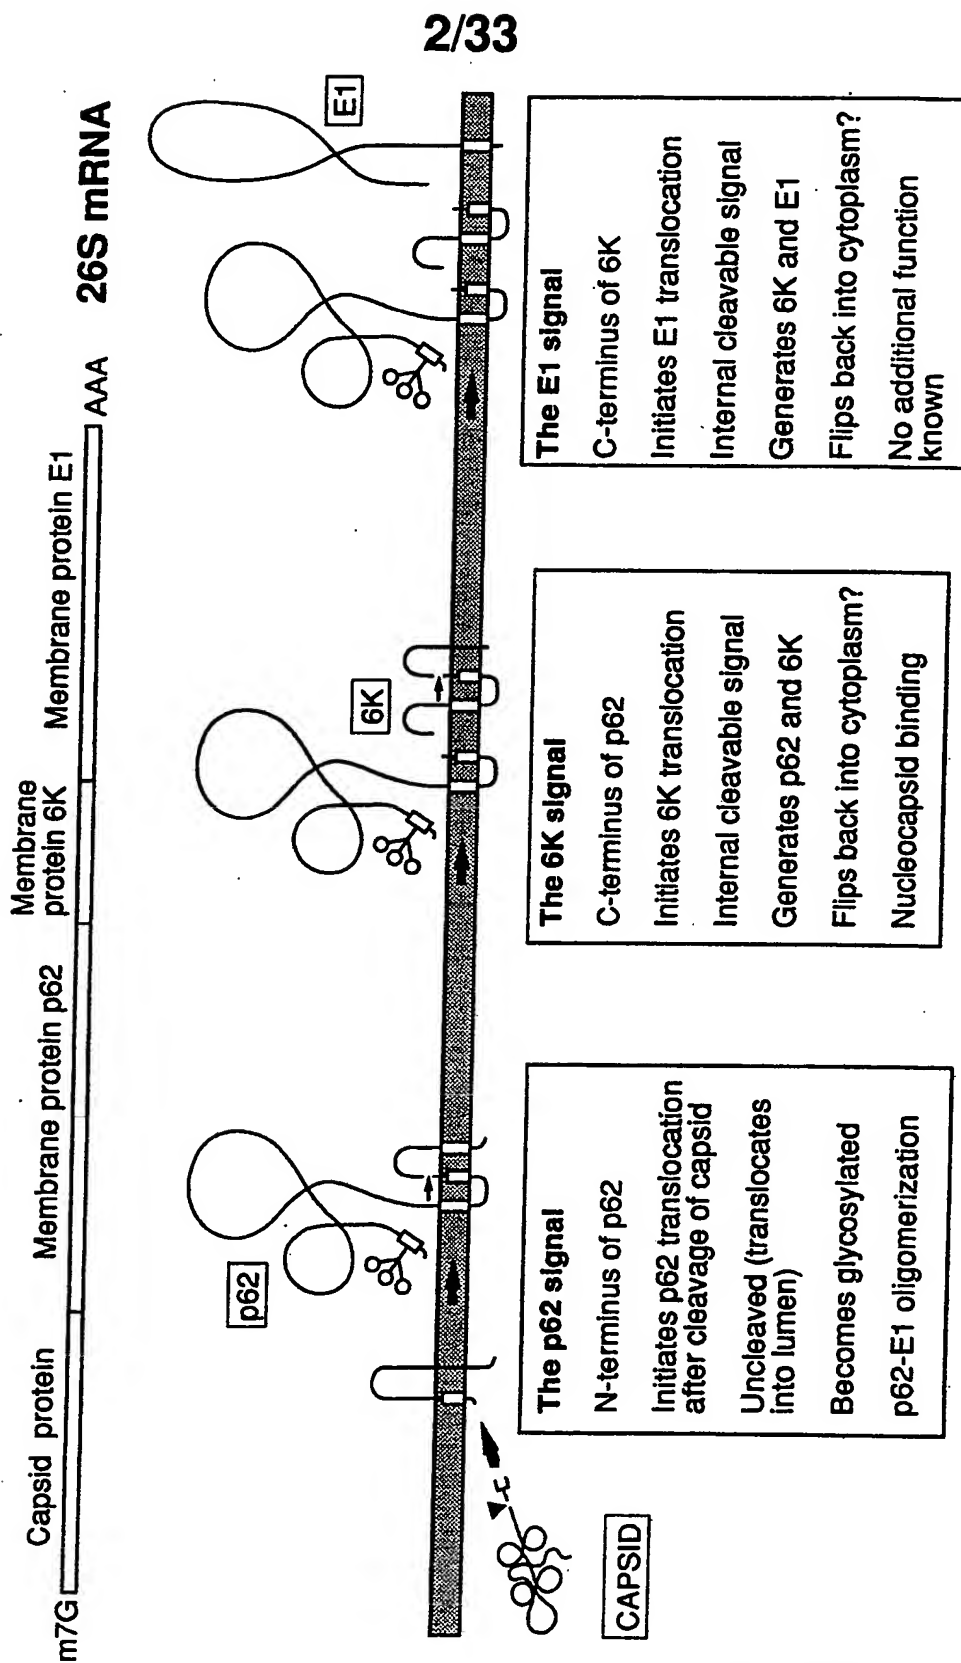 2/33
Capsid protein
Membrane protein p62
Membrane
protein 6K
Membrane protein E1
m7G
AAA
26S mRNA
CAPSID
p62
6K
E1
The p62 signal
N-terminus of p62
Initiates p62 translocation
after cleavage of capsid
Uncleaved (translocates
into lumen)
Becomes glycosylated
p62-E1 oligomerization
The 6K signal
C-terminus of p62
Initiates 6K translocation
Internal cleavable signal
Generates p62 and 6K
Flips back into cytoplasm?
Nucleocapsid binding
The E1 signal
C-terminus of 6K
Initiates E1 translocation
Internal cleavable signal
Generates 6K and E1
Flips back into cytoplasm?
No additional function
known